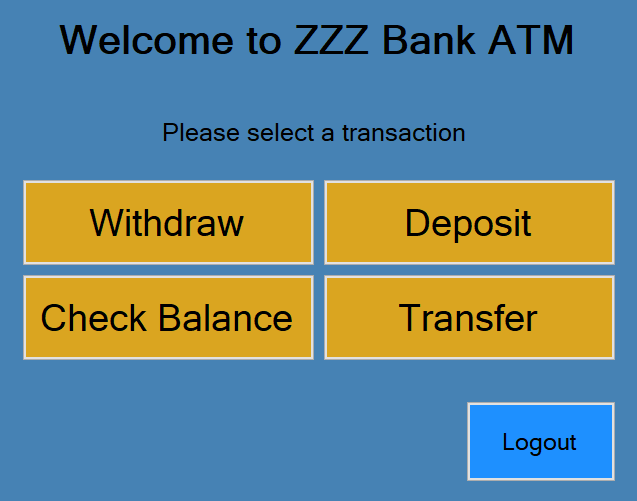 Welcome to ZZZ Bank ATM
Please select a transaction
Withdraw
Deposit
Check Balance
Transfer
Logout